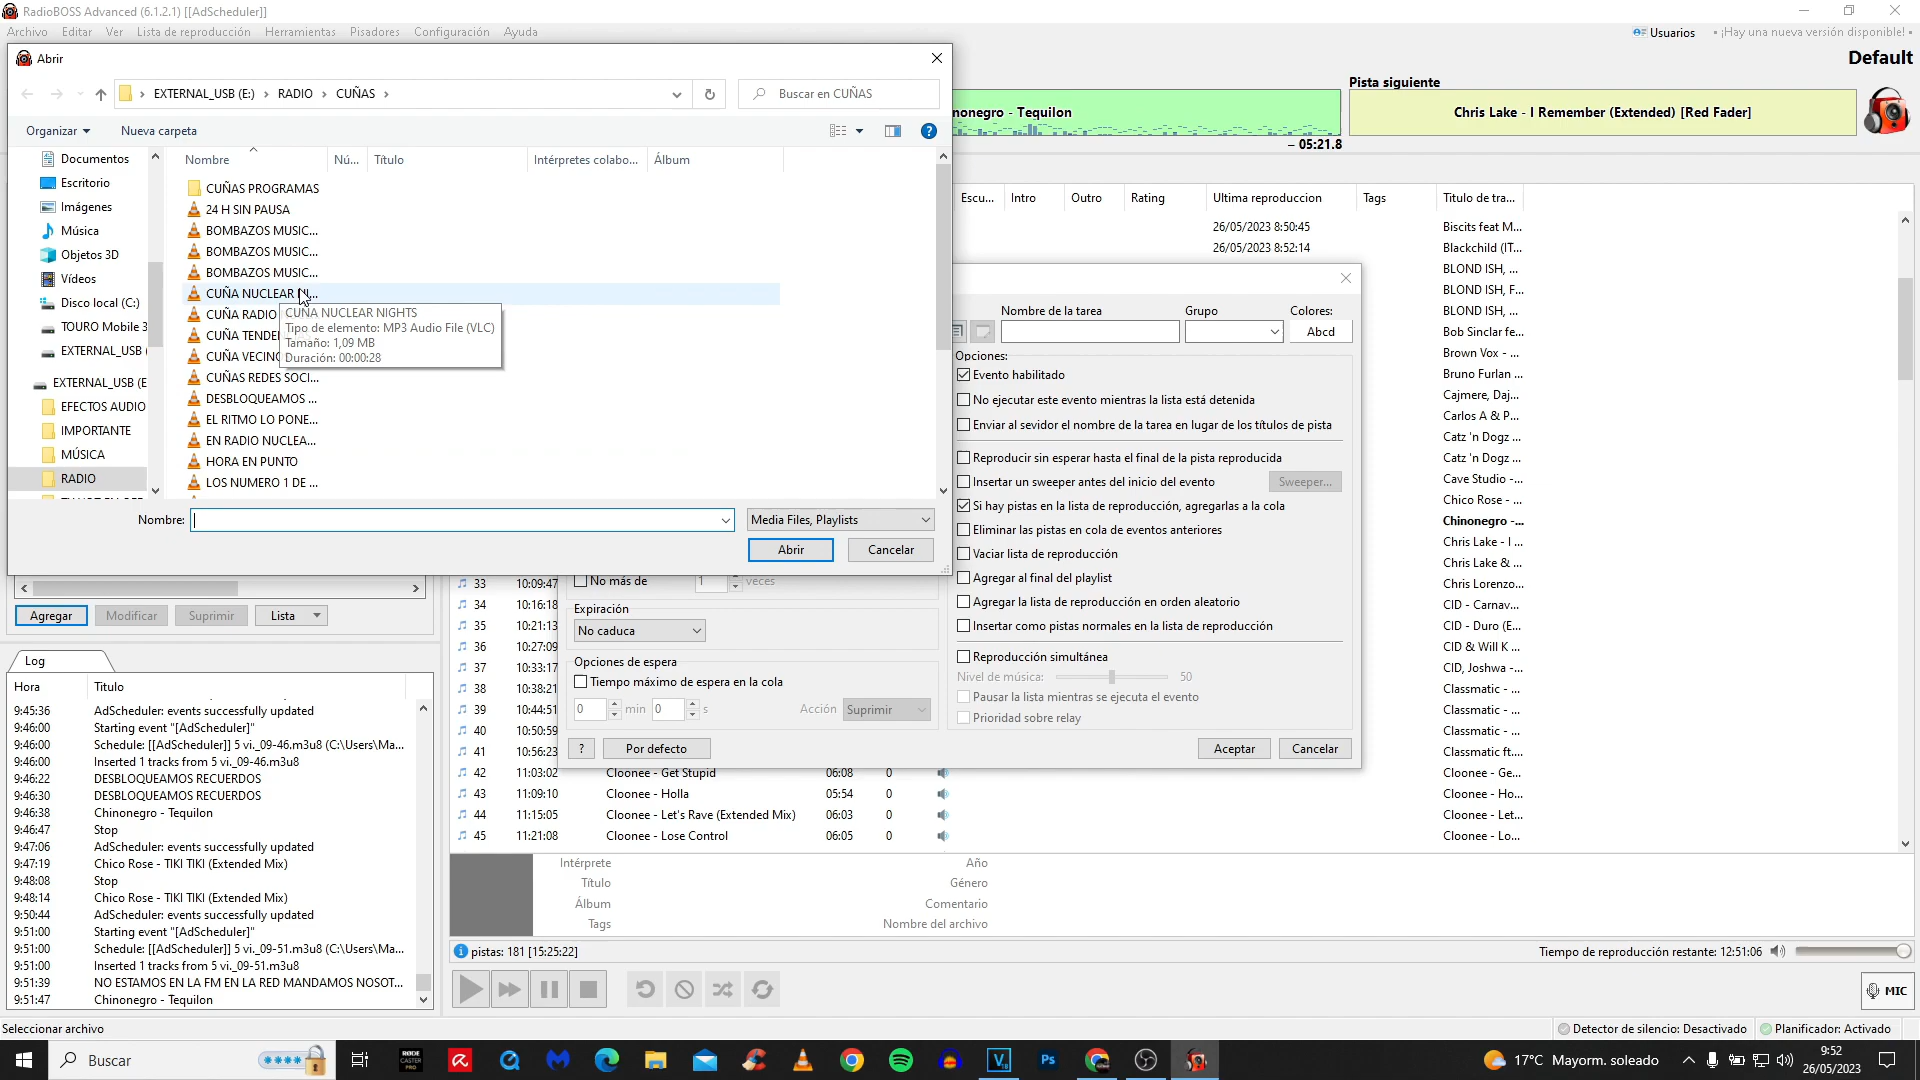 RadioBOSS Advanced (6.1.2.1) [[AdScheduler]]
Archivo Editar Ver Lista de reproducción Herramientas Pisadores Configuración Ayuda
Usuarios • ¡Hay una nueva versión disponible! •
Default
Abrir
EXTERNAL_USB (E:) › RADIO › CUÑAS ›
Buscar en CUÑAS
Organizar
Nueva carpeta
Nombre Nú... Título Intérpretes colabo... Álbum
Documentos
Escritorio
Imágenes
Música
Objetos 3D
Vídeos
Disco local (C:)
TOURO Mobile 3
EXTERNAL_USB (
EXTERNAL_USB (E
EFECTOS AUDIO
IMPORTANTE
MÚSICA
RADIO
CUÑAS PROGRAMAS
24 H SIN PAUSA
BOMBAZOS MUSIC...
BOMBAZOS MUSIC...
BOMBAZOS MUSIC...
CUÑA NUCLEAR NI...
CUÑA RADIO
CUÑA TENDE
CUÑA VECINO
CUÑAS REDES SOCI...
DESBLOQUEAMOS ...
EL RITMO LO PONE...
EN RADIO NUCLEA...
HORA EN PUNTO
LOS NUMERO 1 DE ...
CUÑA NUCLEAR NIGHTS
Tipo de elemento: MP3 Audio File (VLC)
Tamaño: 1,09 MB
Duración: 00:00:28
Nombre:
Media Files, Playlists
Abrir
Cancelar
nonegro - Tequilon
– 05:21.8
Pista siguiente
Chris Lake - I Remember (Extended) [Red Fader]
Escu... Intro Outro Rating Ultima reproduccion Tags Titulo de tra...
26/05/2023 8:50:45
26/05/2023 8:52:14
Biscits feat M...
Blackchild (IT...
BLOND ISH, ...
BLOND ISH, F...
BLOND ISH, ...
Bob Sinclar fe...
Brown Vox - ...
Bruno Furlan ...
Cajmere, Daj...
Carlos A & P...
Catz 'n Dogz ...
Catz 'n Dogz ...
Cave Studio -...
Chico Rose - ...
Chinonegro -...
Chris Lake - I ...
Chris Lake & ...
Chris Lorenzo...
CID - Carnav...
CID - Duro (E...
CID & Will K ...
CID, Joshwa -...
Classmatic - ...
Classmatic - ...
Classmatic - ...
Classmatic ft....
Cloonee - Ge...
Cloonee - Ho...
Cloonee - Let...
Cloonee - Lo...
Nombre de la tarea
Grupo
Colores:
Abcd
Opciones:
Evento habilitado
No ejecutar este evento mientras la lista está detenida
Enviar al sevidor el nombre de la tarea en lugar de los títulos de pista
Reproducir sin esperar hasta el final de la pista reproducida
Insertar un sweeper antes del inicio del evento
Sweeper...
Si hay pistas en la lista de reproducción, agregarlas a la cola
Eliminar las pistas en cola de eventos anteriores
Vaciar lista de reproducción
Agregar al final del playlist
Agregar la lista de reproducción en orden aleatorio
Insertar como pistas normales en la lista de reproducción
Reproducción simultánea
Nivel de música: 50
Pausar la lista mientras se ejecuta el evento
Prioridad sobre relay
No más de 1 veces
Expiración
No caduca
Opciones de espera
Tiempo máximo de espera en la cola
0 min 0 s Acción Suprimir
? Por defecto
Aceptar
Cancelar
Agregar Modificar Suprimir Lista
33 10:09:47
34 10:16:18
35 10:21:13
36 10:27:09
37 10:33:17
38 10:38:21
39 10:44:51
40 10:50:59
41 10:56:23
42 11:03:02 Cloonee - Get Stupid 06:08 0
43 11:09:10 Cloonee - Holla 05:54 0
44 11:15:05 Cloonee - Let's Rave (Extended Mix) 06:03 0
45 11:21:08 Cloonee - Lose Control 06:05 0
Log
Hora Titulo
9:45:36 AdScheduler: events successfully updated
9:46:00 Starting event "[AdScheduler]"
9:46:00 Schedule: [[AdScheduler]] 5 vi._09-46.m3u8 (C:\Users\Ma...
9:46:00 Inserted 1 tracks from 5 vi._09-46.m3u8
9:46:22 DESBLOQUEAMOS RECUERDOS
9:46:30 DESBLOQUEAMOS RECUERDOS
9:46:38 Chinonegro - Tequilon
9:46:47 Stop
9:47:06 AdScheduler: events successfully updated
9:47:19 Chico Rose - TIKI TIKI (Extended Mix)
9:48:08 Stop
9:48:14 Chico Rose - TIKI TIKI (Extended Mix)
9:50:44 AdScheduler: events successfully updated
9:51:00 Starting event "[AdScheduler]"
9:51:00 Schedule: [[AdScheduler]] 5 vi._09-51.m3u8 (C:\Users\Ma...
9:51:00 Inserted 1 tracks from 5 vi._09-51.m3u8
9:51:39 NO ESTAMOS EN LA FM EN LA RED MANDAMOS NOSOT...
9:51:47 Chinonegro - Tequilon
Intérprete Año
Título Género
Álbum Comentario
Tags Nombre del archivo
pistas: 181 [15:25:22]
Tiempo de reproducción restante: 12:51:06
MIC
Seleccionar archivo
Detector de silencio: Desactivado
Planificador: Activado
Buscar
RODE CASTER PRO
Ps
17°C Mayorm. soleado
9:52
26/05/2023